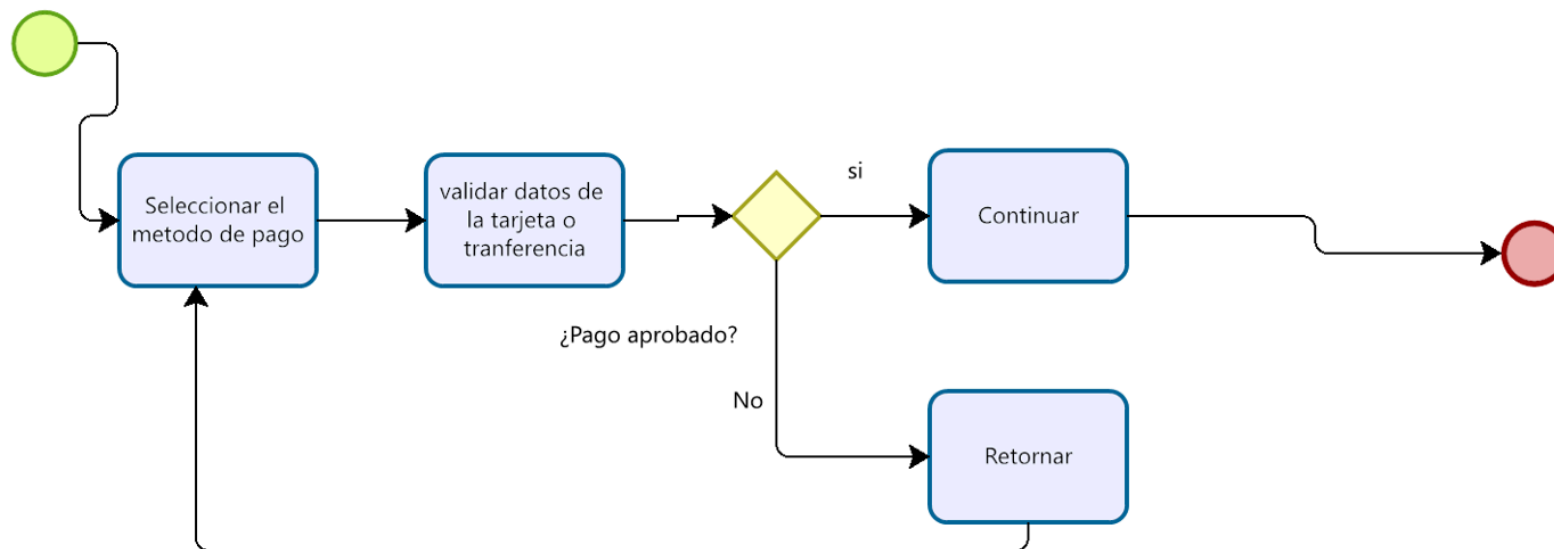 Seleccionar el
metodo de pago
validar datos de
la tarjeta o
tranferencia
si
Continuar
¿Pago aprobado?
No
Retornar